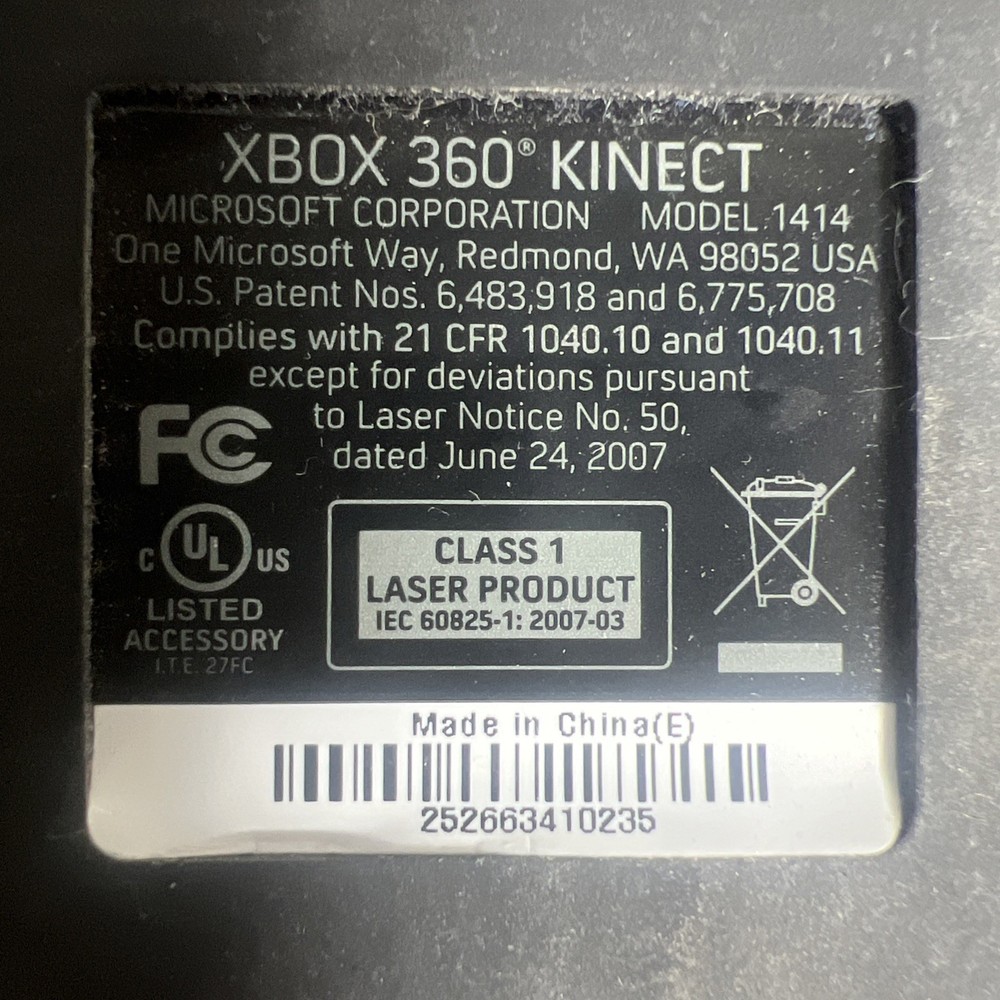 XBOX 360® KINECT
MICROSOFT CORPORATION MODEL 1414
One Microsoft Way, Redmond, WA 98052 USA
U.S. Patent Nos. 6,483,918 and 6,775,708
Complies with 21 CFR 1040.10 and 1040.11
except for deviations pursuant
to Laser Notice No. 50,
dated June 24, 2007
FC
C UL US
LISTED
ACCESSORY
I.T.E. 27FC
CLASS 1
LASER PRODUCT
IEC 60825-1: 2007-03
Made in China(E)
252663410235